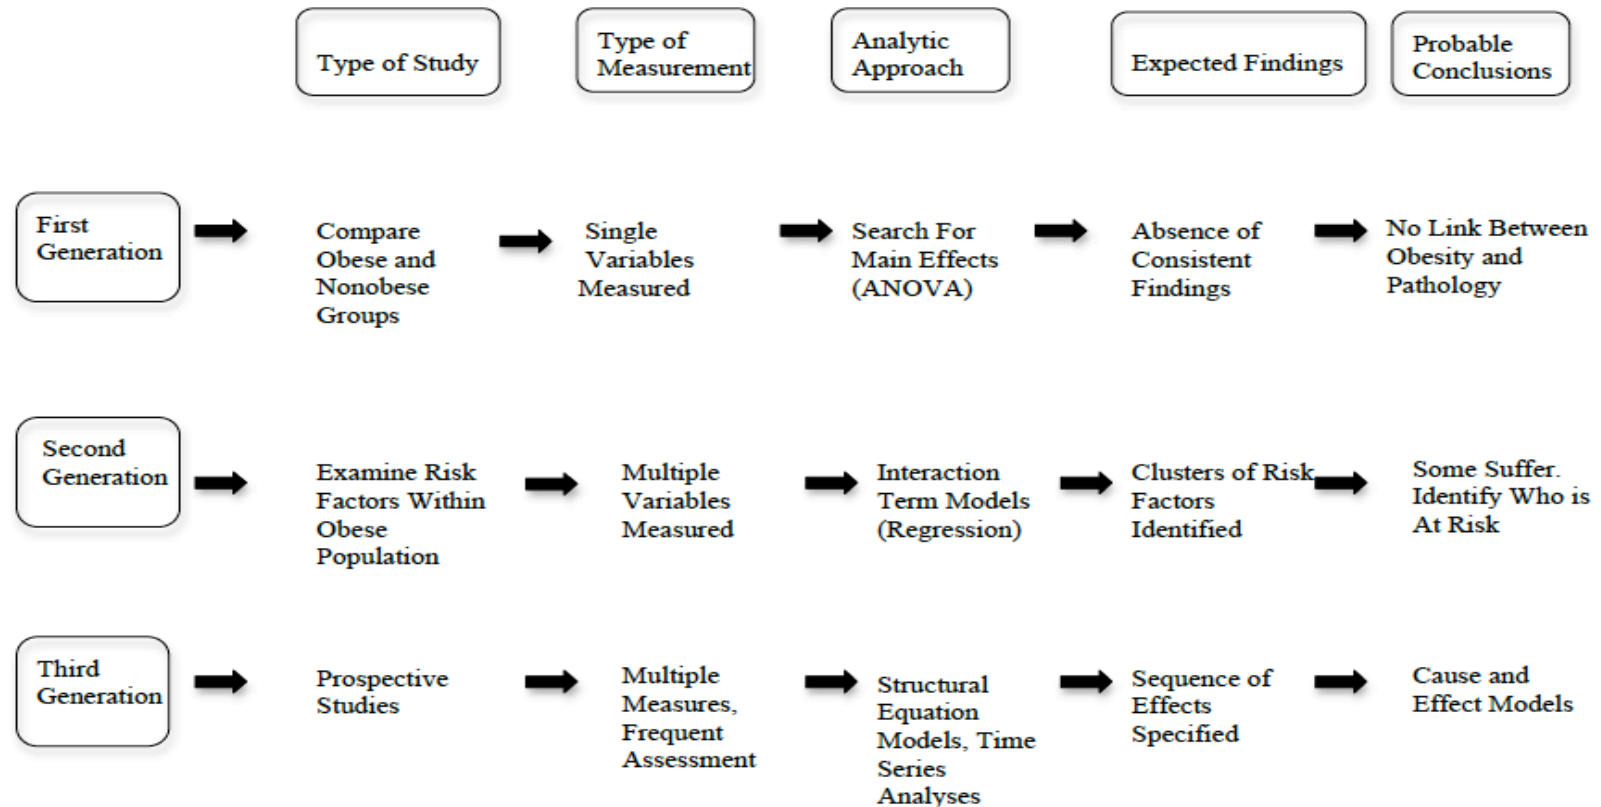 Type of Study
Type of
Measurement
Analytic
Approach
Expected Findings
Probable
Conclusions
First
Generation
Compare
Obese and
Nonobese
Groups
Single
Variables
Measured
Search For
Main Effects
(ANOVA)
Absence of
Consistent
Findings
No Link Between
Obesity and
Pathology
Second
Generation
Examine Risk
Factors Within
Obese
Population
Multiple
Variables
Measured
Interaction
Term Models
(Regression)
Clusters of Risk
Factors
Identified
Some Suffer.
Identify Who is
At Risk
Third
Generation
Prospective
Studies
Multiple
Measures,
Frequent
Assessment
Structural
Equation
Models, Time
Series
Analyses
Sequence of
Effects
Specified
Cause and
Effect Models